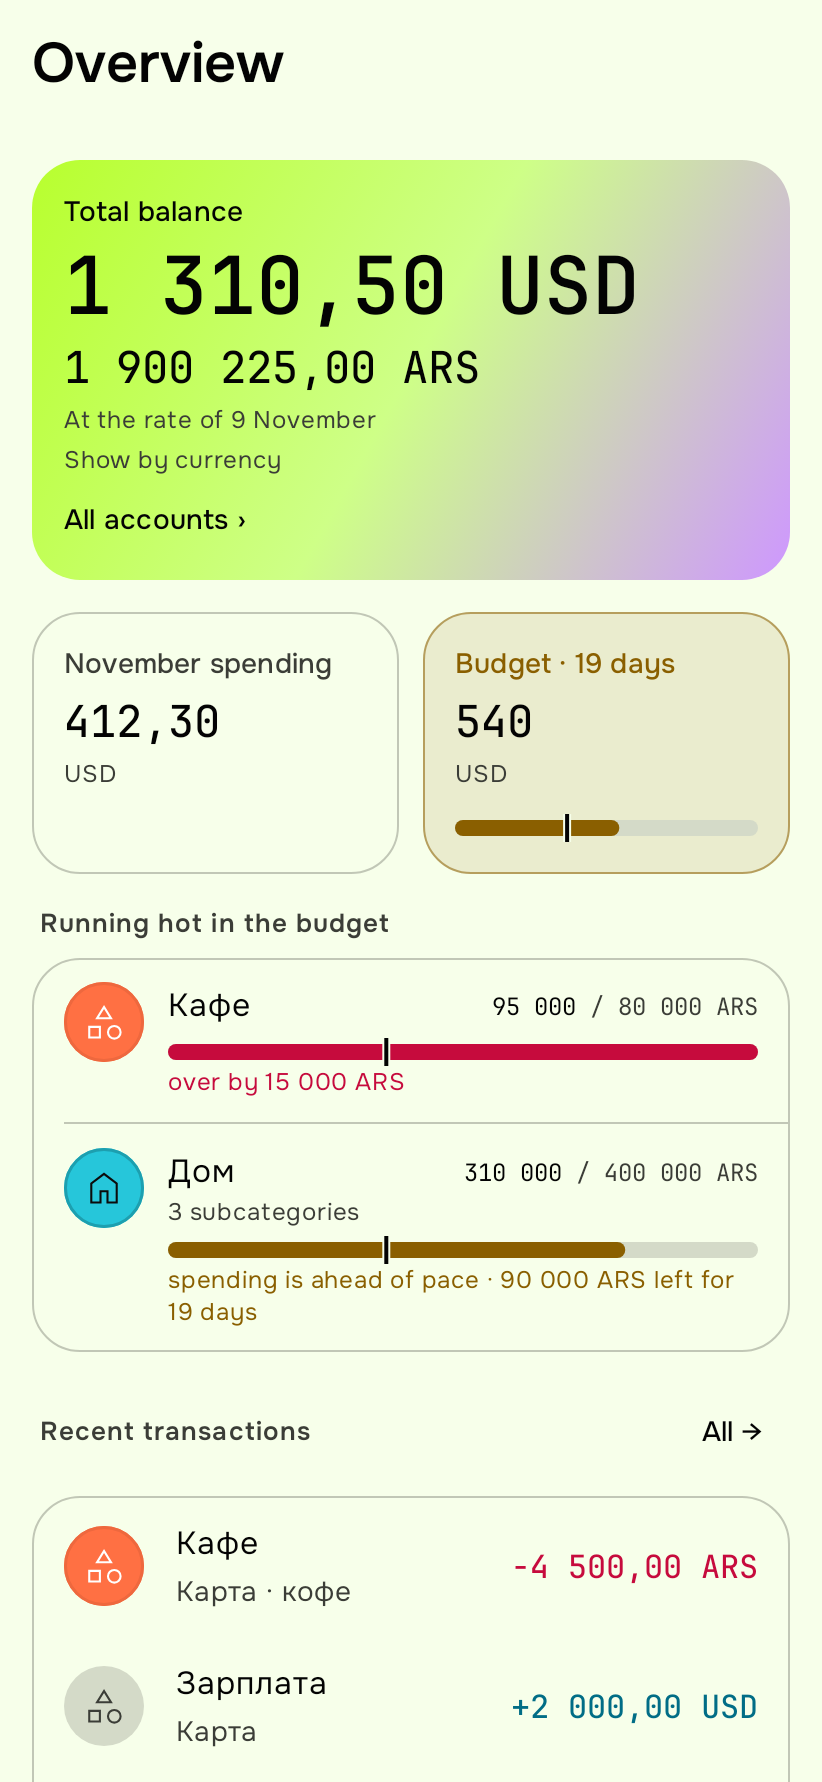 Overview
Total balance
1 310,50 USD
1 900 225,00 ARS
At the rate of 9 November
Show by currency
All accounts ›
November spending
412,30
USD
Budget · 19 days
540
USD
Running hot in the budget
Кафе
95 000 / 80 000 ARS
over by 15 000 ARS
Дом
310 000 / 400 000 ARS
3 subcategories
spending is ahead of pace · 90 000 ARS left for
19 days
Recent transactions
All →
Кафе
Карта · кофе
-4 500,00 ARS
Зарплата
Карта
+2 000,00 USD